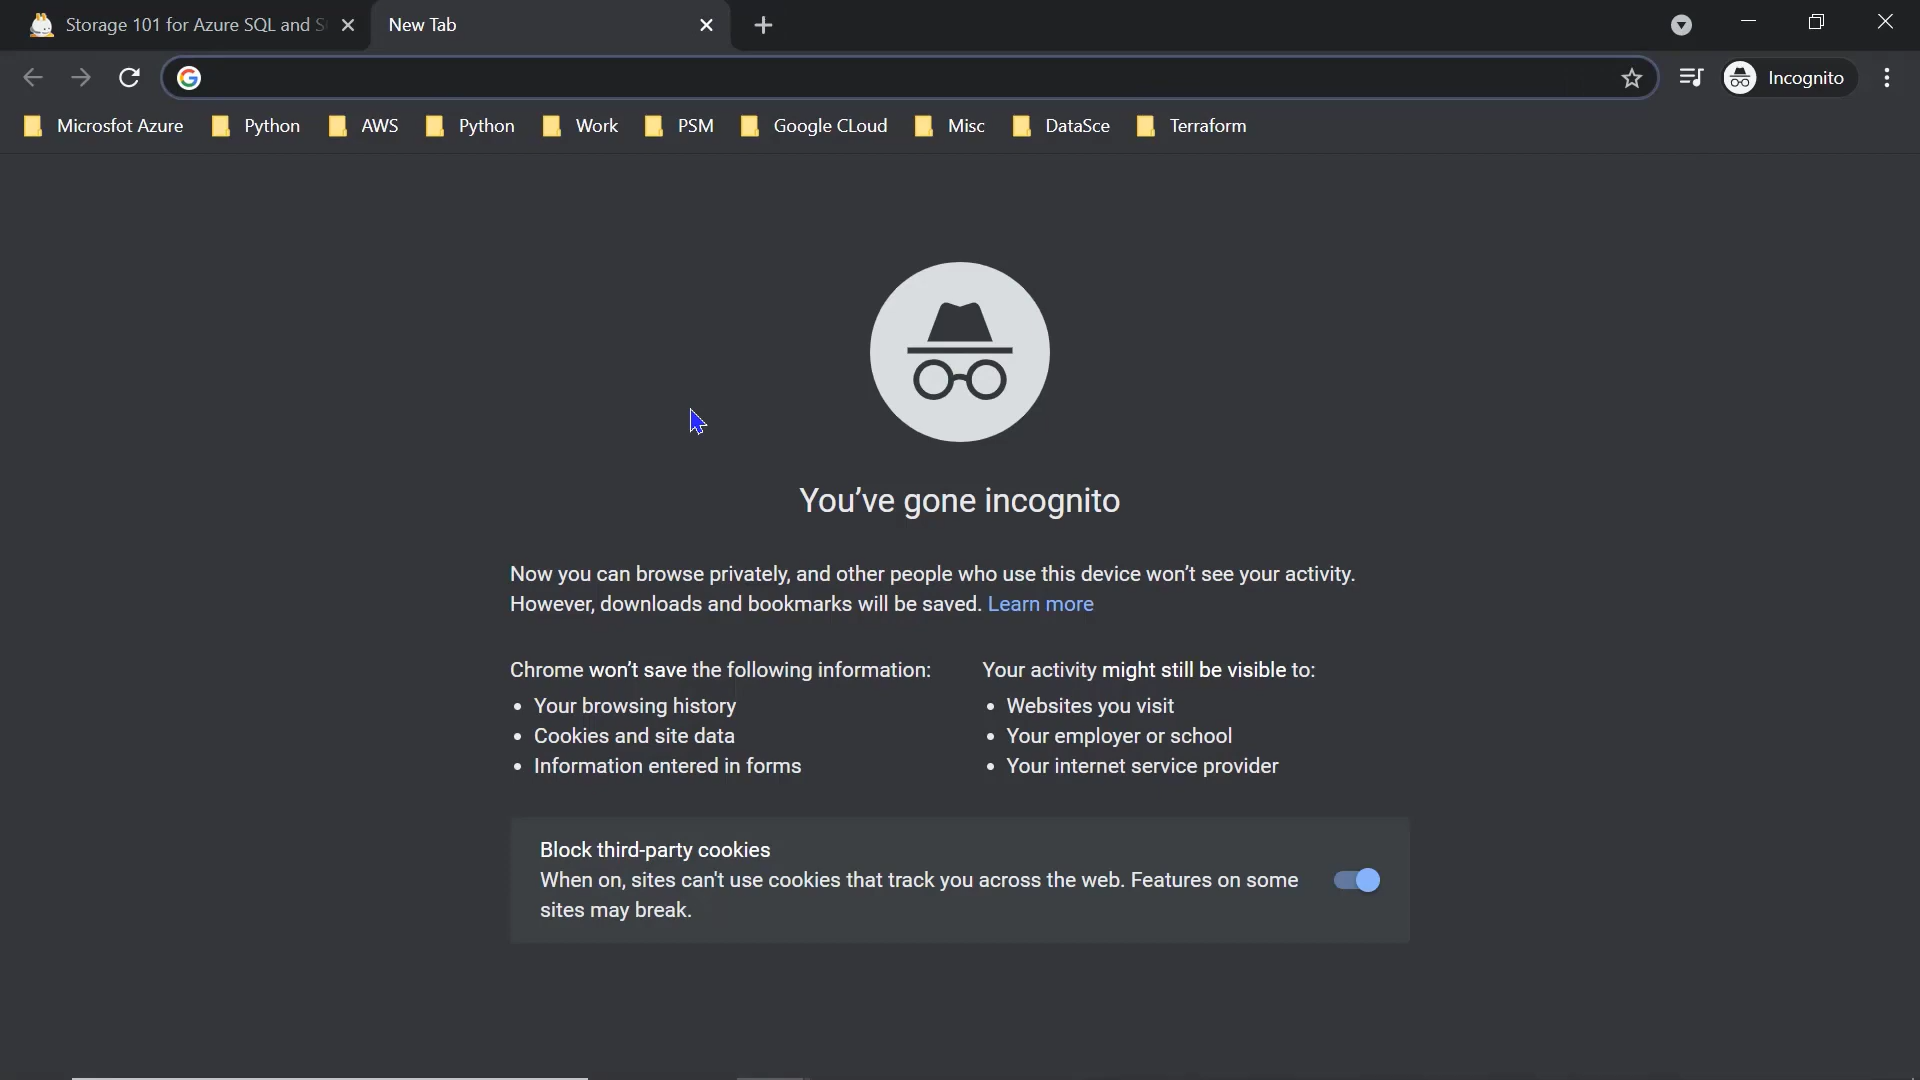 Storage 101 for Azure SQL and S
New Tab
Incognito
Microsfot Azure
Python
AWS
Python
Work
PSM
Google CLoud
Misc
DataSce
Terraform
You've gone incognito
Now you can browse privately, and other people who use this device won't see your activity.
However, downloads and bookmarks will be saved. Learn more
Chrome won't save the following information:
Your browsing history
Cookies and site data
Information entered in forms
Your activity might still be visible to:
Websites you visit
Your employer or school
Your internet service provider
Block third-party cookies
When on, sites can't use cookies that track you across the web. Features on some
sites may break.